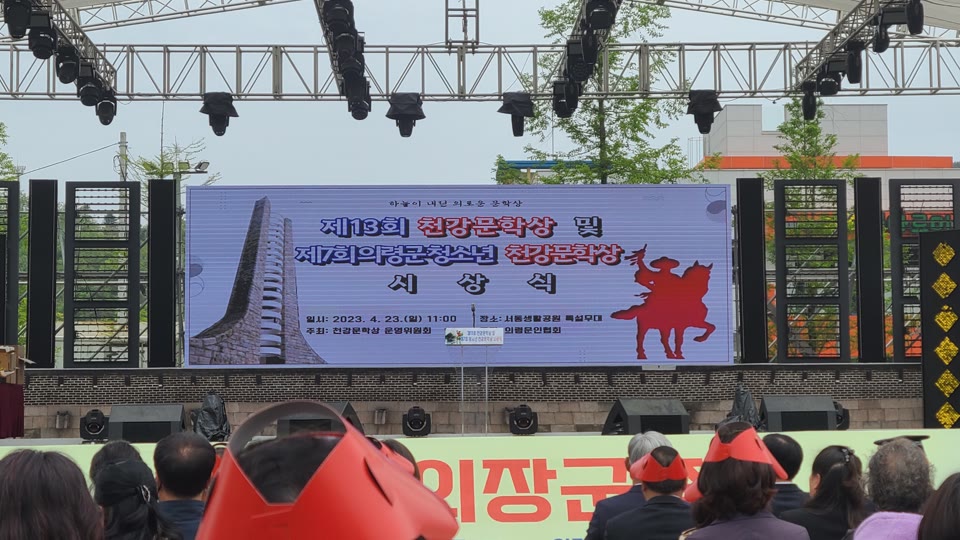 하늘이 내린 의로운 문학상
제13회 천강문학상 및
제7회의령군청소년 천강문학상
시 상 식
일시: 2023. 4. 23.(일) 11:00
장소: 서동생활공원 특설무대
주최: 천강문학상 운영위원회
의령문인협회
의장군